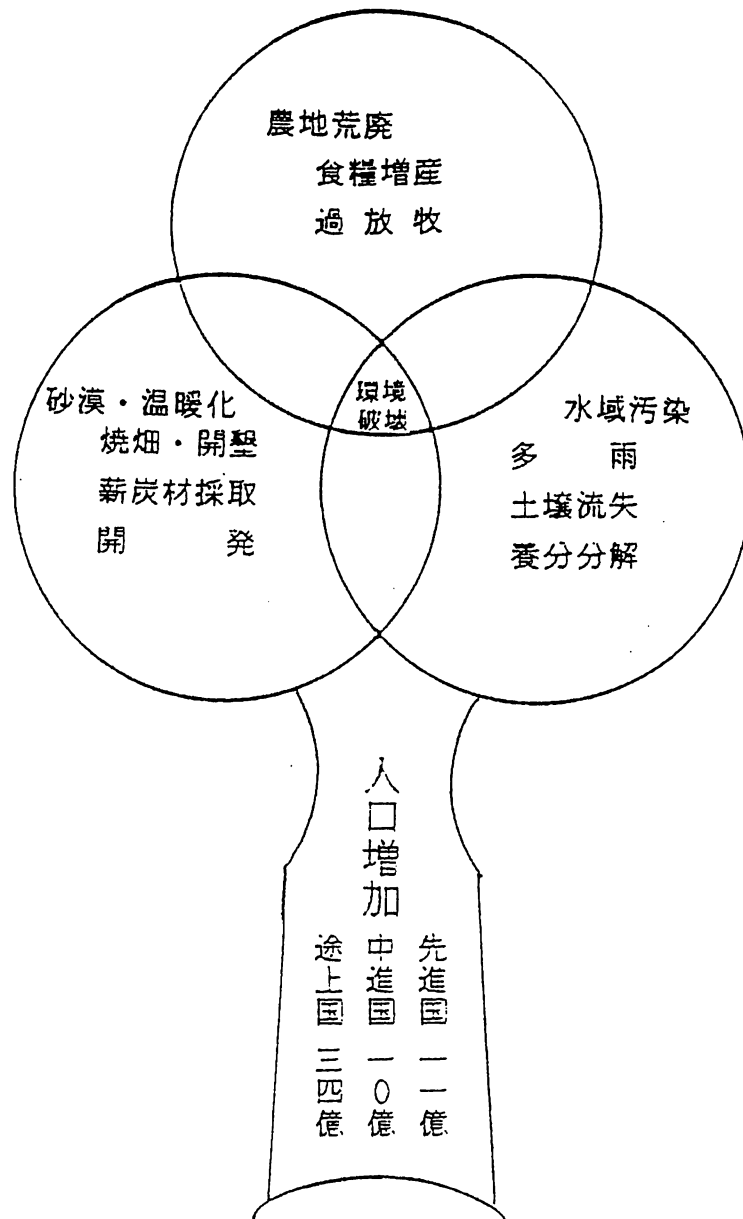 農地荒廃
食糧増産
過放牧
環境
破壊
砂漠・温暖化
焼畑・開墾
薪炭材採取
開発
水域汚染
多雨
土壌流失
養分分解
人口増加
先進国 一一億
中進国 一〇億
途上国 三四億